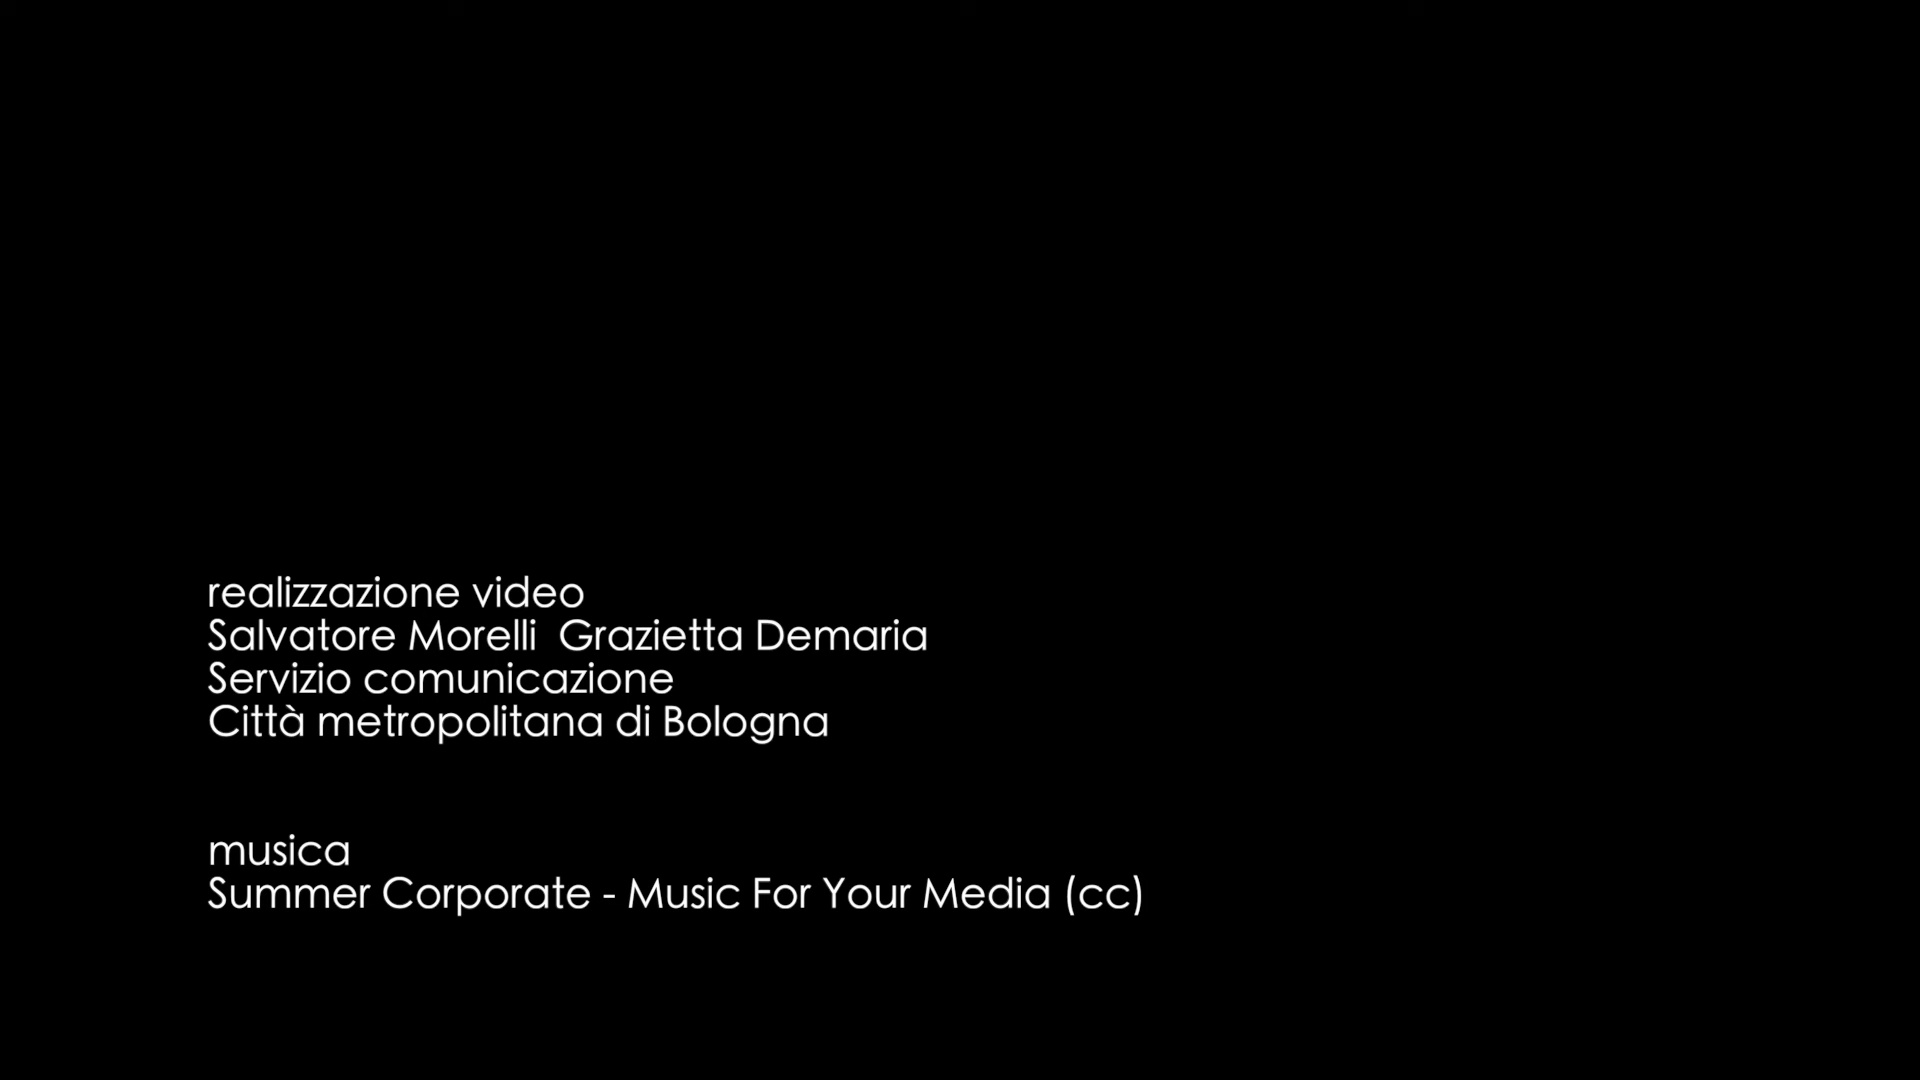 realizzazione video
Salvatore Morelli  Grazietta Demaria
Servizio comunicazione
Città metropolitana di Bologna
musica
Summer Corporate - Music For Your Media (cc)